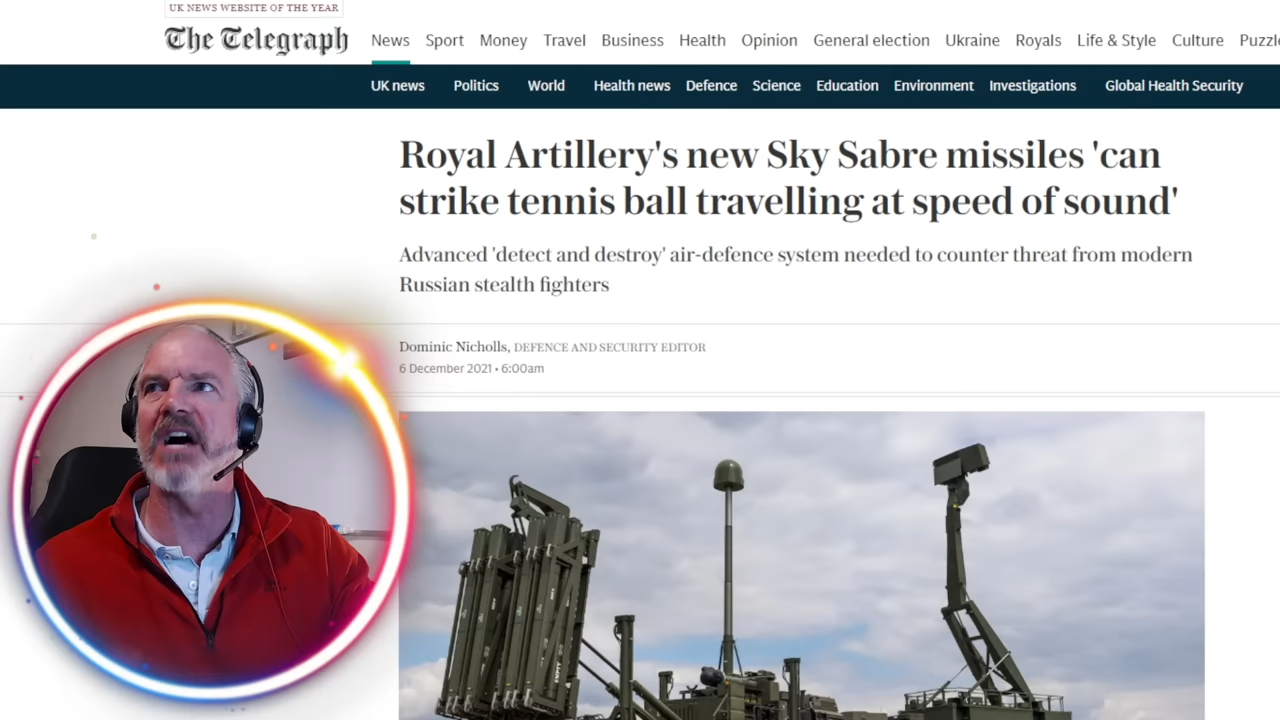 UK NEWS WEBSITE OF THE YEAR
The Telegraph
News Sport Money Travel Business Health Opinion General election Ukraine Royals Life & Style Culture
UK news Politics World Health news Defence Science Education Environment Investigations Global Health Security
Royal Artillery's new Sky Sabre missiles 'can
strike tennis ball travelling at speed of sound'
Advanced 'detect and destroy' air-defence system needed to counter threat from modern
Russian stealth fighters
Dominic Nicholls, DEFENCE AND SECURITY EDITOR
6 December 2021 • 6:00am